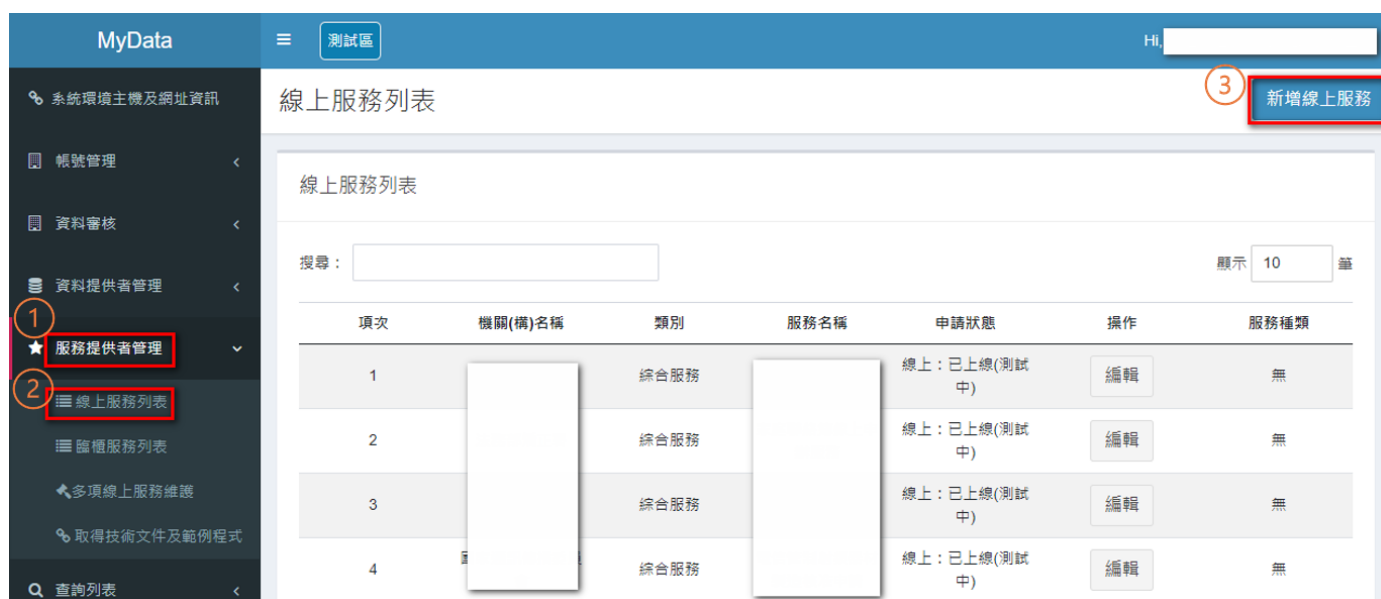 MyData
測試區
Hi,
系統環境主機及網址資訊
線上服務列表
3
新增線上服務
帳號管理
線上服務列表
資料審核
搜尋：
顯示 10 筆
資料提供者管理
項次 機關(構)名稱 類別 服務名稱 申請狀態 操作 服務種類
1
服務提供者管理
1 綜合服務 線上：已上線(測試
中) 編輯 無
2
線上服務列表
2 綜合服務 線上：已上線(測試
中) 編輯 無
臨櫃服務列表
多項線上服務維護
3 綜合服務 線上：已上線(測試
中) 編輯 無
取得技術文件及範例程式
4 綜合服務 線上：已上線(測試
中) 編輯 無
查詢列表